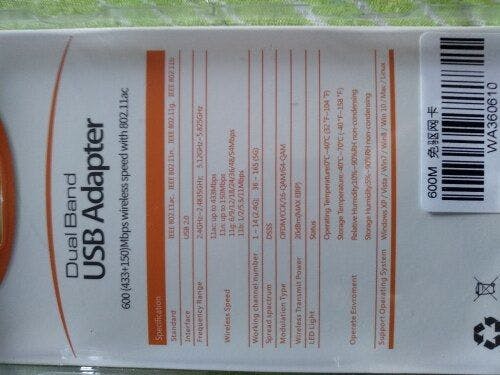 Dual Band
USB Adapter
600 (433+150)Mbps wireless speed with 802.11ac
Specification
Standard IEEE 802.11ac, IEEE 802.11n, IEEE 802.11g, IEEE 802.11b
Interface USB 2.0
Frequency Range 2.4GHz~2.4835GHz; 5.12GHz~5.825GHz
Wireless Speed 11ac: up to 433Mbps
11n: up to 150Mbps
11g: 6/9/12/18/24/36/48/54Mbps
11b: 1/2/5.5/11Mbps
Working channel number 1~14 (2.4G); 36~165 (5G)
Spread spectrum DSSS
Modulation Type OFDM/CCK/16-QAM/64-QAM
Wireless Transmit Power 20dBm(MAX EIRP)
LED Light Status
Operate Enviroment Operating Temperature:0℃~40℃ (32 ℉~104 ℉)
Storage Temperature:-40℃~70℃ (-40 ℉~158 ℉)
Relative Humidity:10%~90%RH non-condensing
Storage Humidity:5%~90%RH non-condensing
Support Operating System Windows XP / Vista / Win7 / Win8 / Win 10 / Mac / Linux
600M 免驱网卡
WA360610